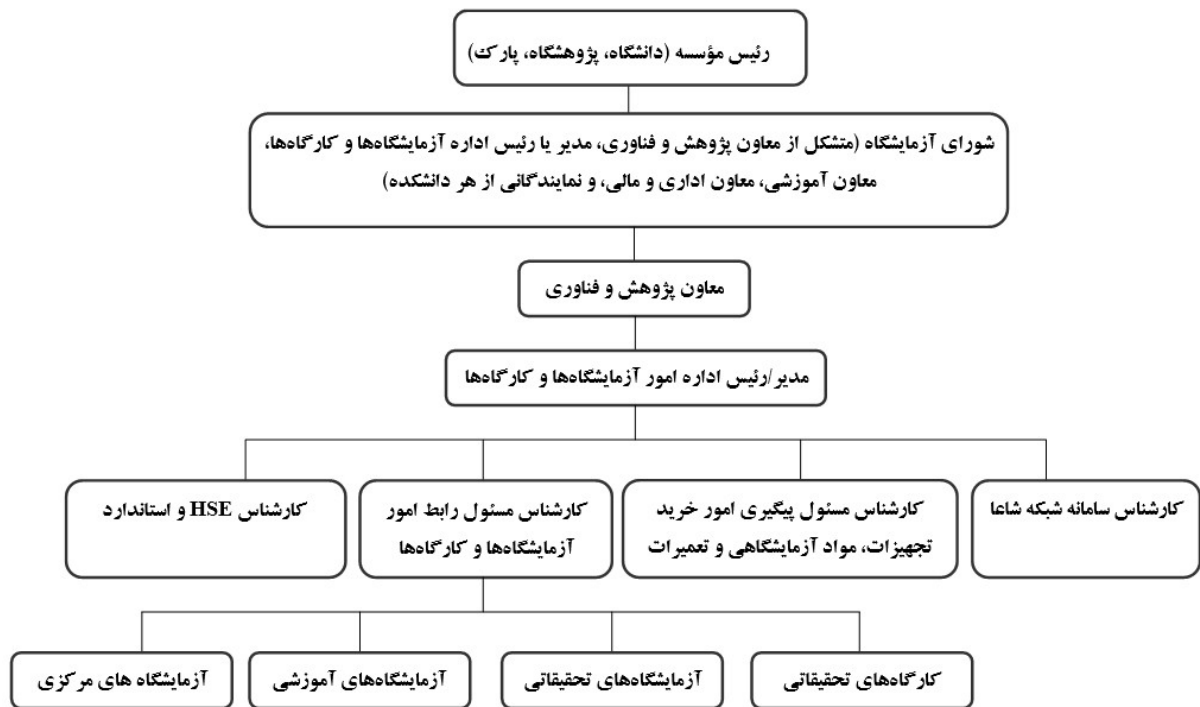 رئیس مؤسسه (دانشگاه، پژوهشگاه، پارک)
شورای آزمایشگاه (متشکل از معاون پژوهش و فناوری، مدیر یا رئیس اداره آزمایشگاه‌ها و کارگاه‌ها،
معاون آموزشی، معاون اداری و مالی، و نمایندگانی از هر دانشکده)
معاون پژوهش و فناوری
مدیر/رئیس اداره امور آزمایشگاه‌ها و کارگاه‌ها
کارشناس سامانه شبکه شاعا
کارشناس مسئول پیگیری امور خرید
تجهیزات، مواد آزمایشگاهی و تعمیرات
کارشناس مسئول رابط امور
آزمایشگاه‌ها و کارگاه‌ها
کارشناس HSE و استاندارد
کارگاه‌های تحقیقاتی
آزمایشگاه‌های تحقیقاتی
آزمایشگاه‌های آموزشی
آزمایشگاه های مرکزی